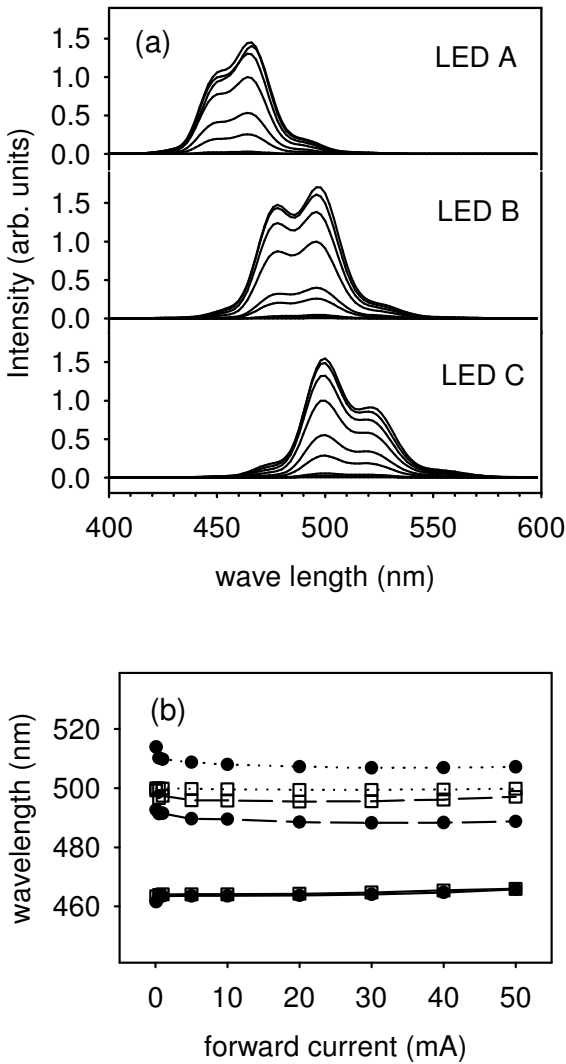 (a)
LED A
1.5
1.0
0.5
0.0
LED B
1.5
1.0
0.5
0.0
LED C
1.5
1.0
0.5
0.0
Intensity (arb. units)
400 450 500 550 600
wave length (nm)
(b)
520
500
480
460
wavelength (nm)
0 10 20 30 40 50
forward current (mA)